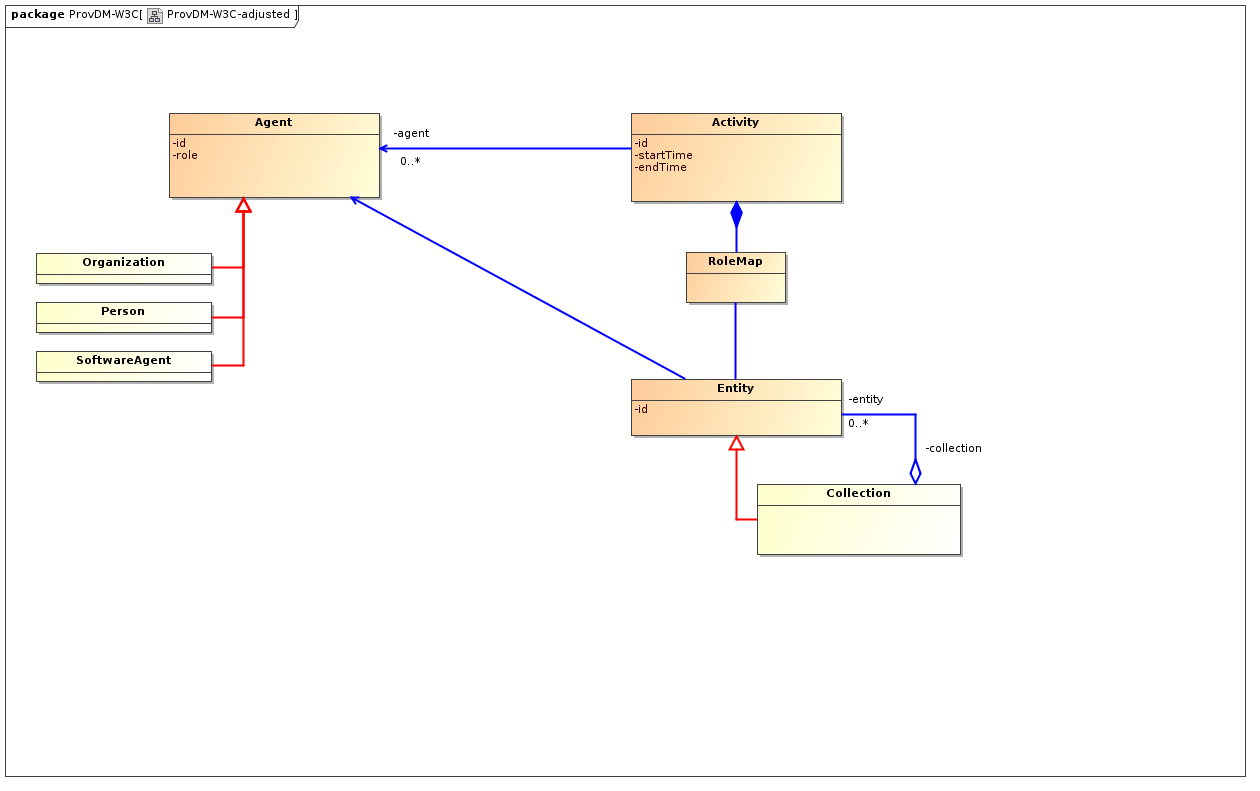 package ProvDM-W3C[ ProvDM-W3C-adjusted ]
Agent
-id
-role
-agent
0..*
Activity
-id
-startTime
-endTime
Organization
Person
SoftwareAgent
RoleMap
Entity
-id
-entity
0..*
-collection
Collection